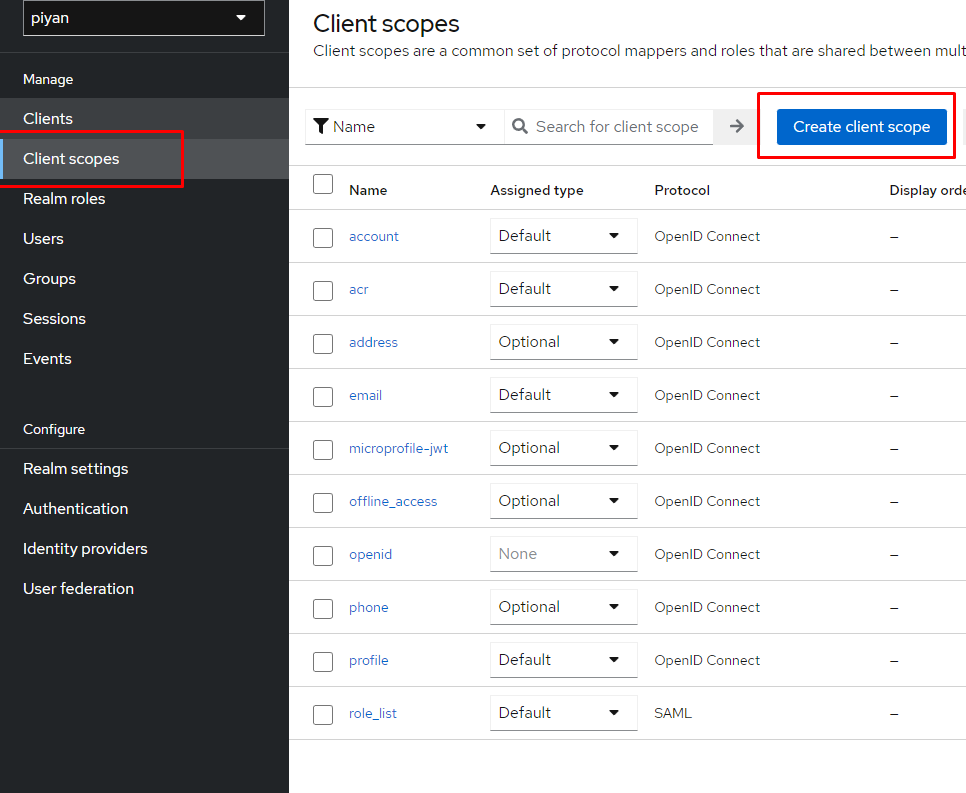 piyan
Manage
Clients
Client scopes
Realm roles
Users
Groups
Sessions
Events
Configure
Realm settings
Authentication
Identity providers
User federation
Client scopes
Client scopes are a common set of protocol mappers and roles that are shared between mult
Name Search for client scope Create client scope
Name Assigned type Protocol Display orde
account Default OpenID Connect –
acr Default OpenID Connect –
address Optional OpenID Connect –
email Default OpenID Connect –
microprofile-jwt Optional OpenID Connect –
offline_access Optional OpenID Connect –
openid None OpenID Connect –
phone Optional OpenID Connect –
profile Default OpenID Connect –
role_list Default SAML –